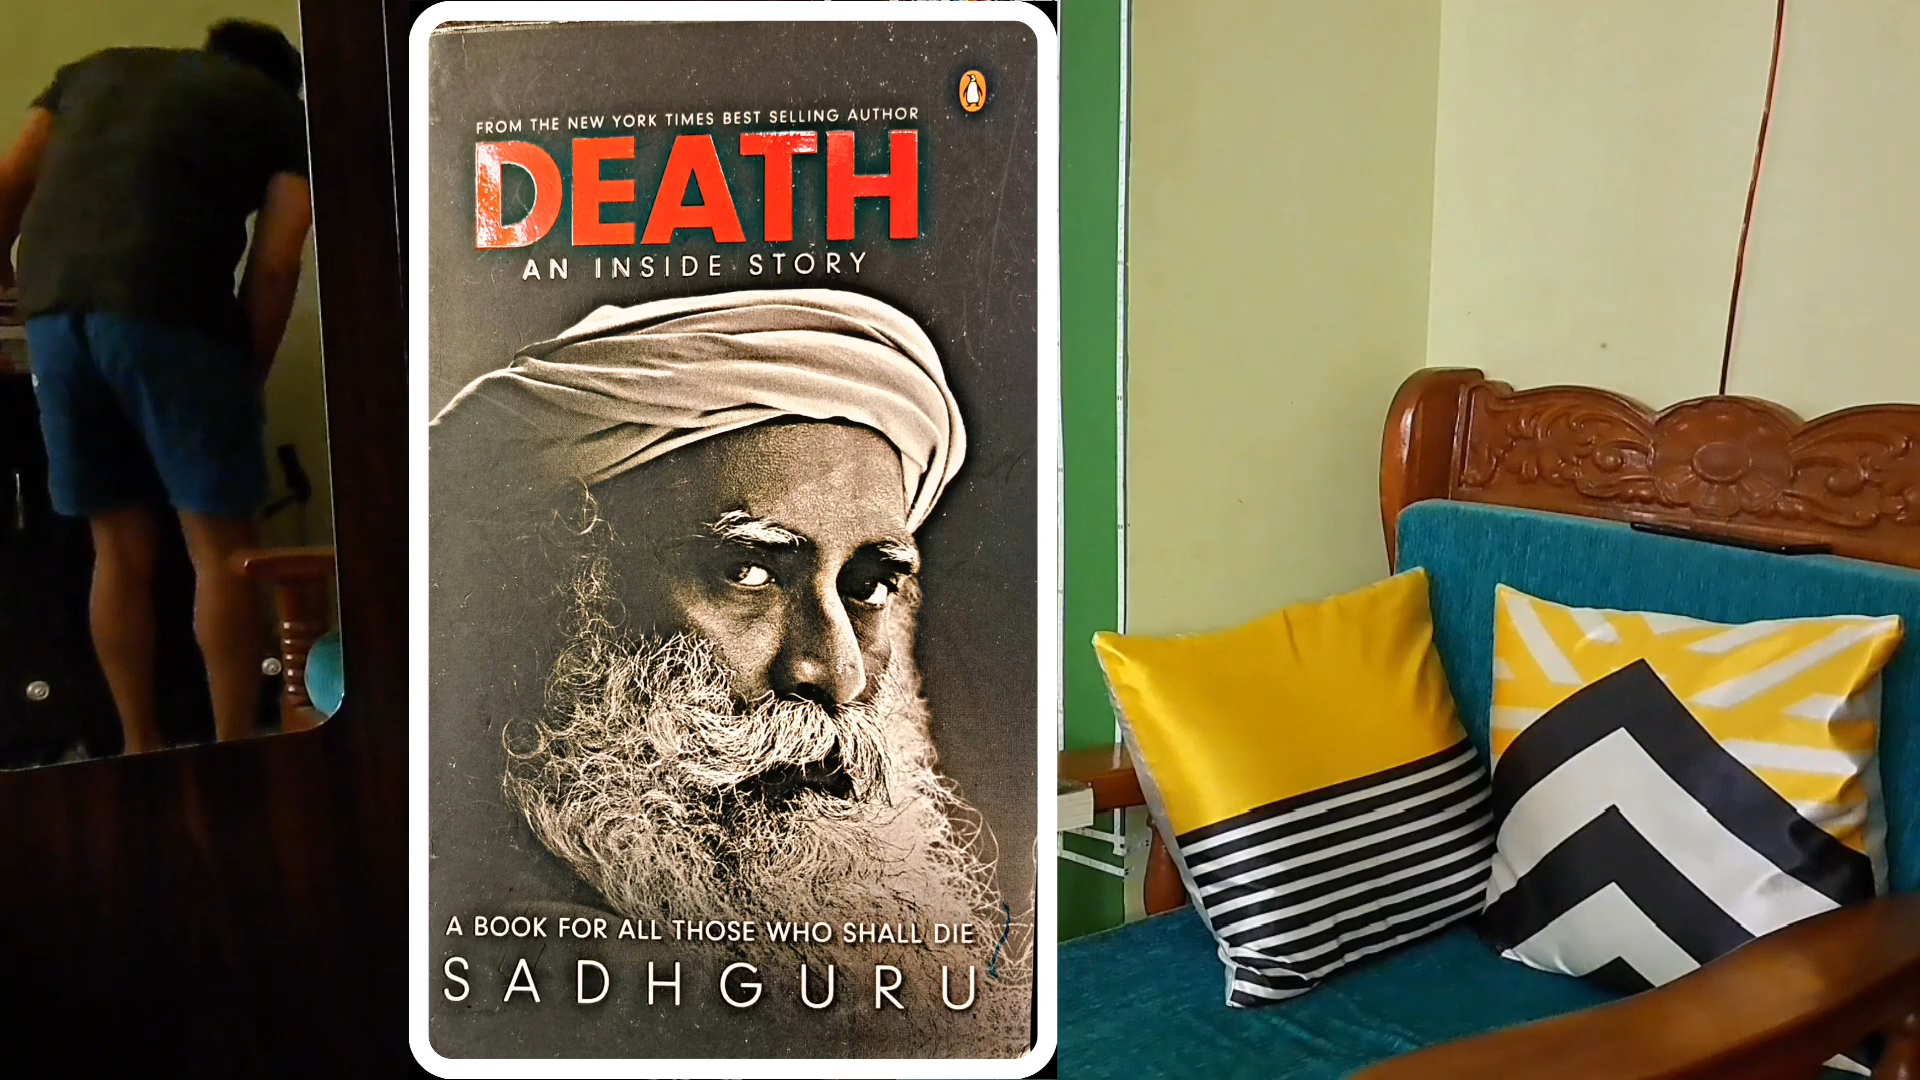 FROM THE NEW YORK TIMES BEST SELLING AUTHOR
DEATH
AN INSIDE STORY
A BOOK FOR ALL THOSE WHO SHALL DIE
SADHGURU